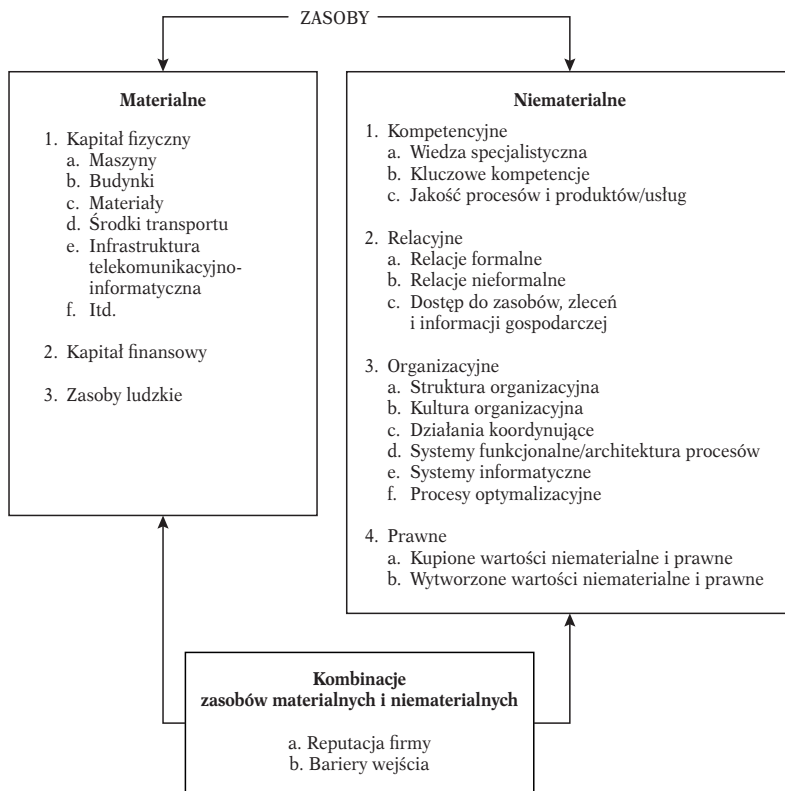 ZASOBY
Materialne
1. Kapitał fizyczny
a. Maszyny
b. Budynki
c. Materiały
d. Środki transportu
e. Infrastruktura
telekomunikacyjno-
informatyczna
f. Itd.
2. Kapitał finansowy
3. Zasoby ludzkie
Niematerialne
1. Kompetencyjne
a. Wiedza specjalistyczna
b. Kluczowe kompetencje
c. Jakość procesów i produktów/usług
2. Relacyjne
a. Relacje formalne
b. Relacje nieformalne
c. Dostęp do zasobów, zleceń
i informacji gospodarczej
3. Organizacyjne
a. Struktura organizacyjna
b. Kultura organizacyjna
c. Działania koordynujące
d. Systemy funkcjonalne/architektura procesów
e. Systemy informatyczne
f. Procesy optymalizacyjne
4. Prawne
a. Kupione wartości niematerialne i prawne
b. Wytworzone wartości niematerialne i prawne
Kombinacje
zasobów materialnych i niematerialnych
a. Reputacja firmy
b. Bariery wejścia